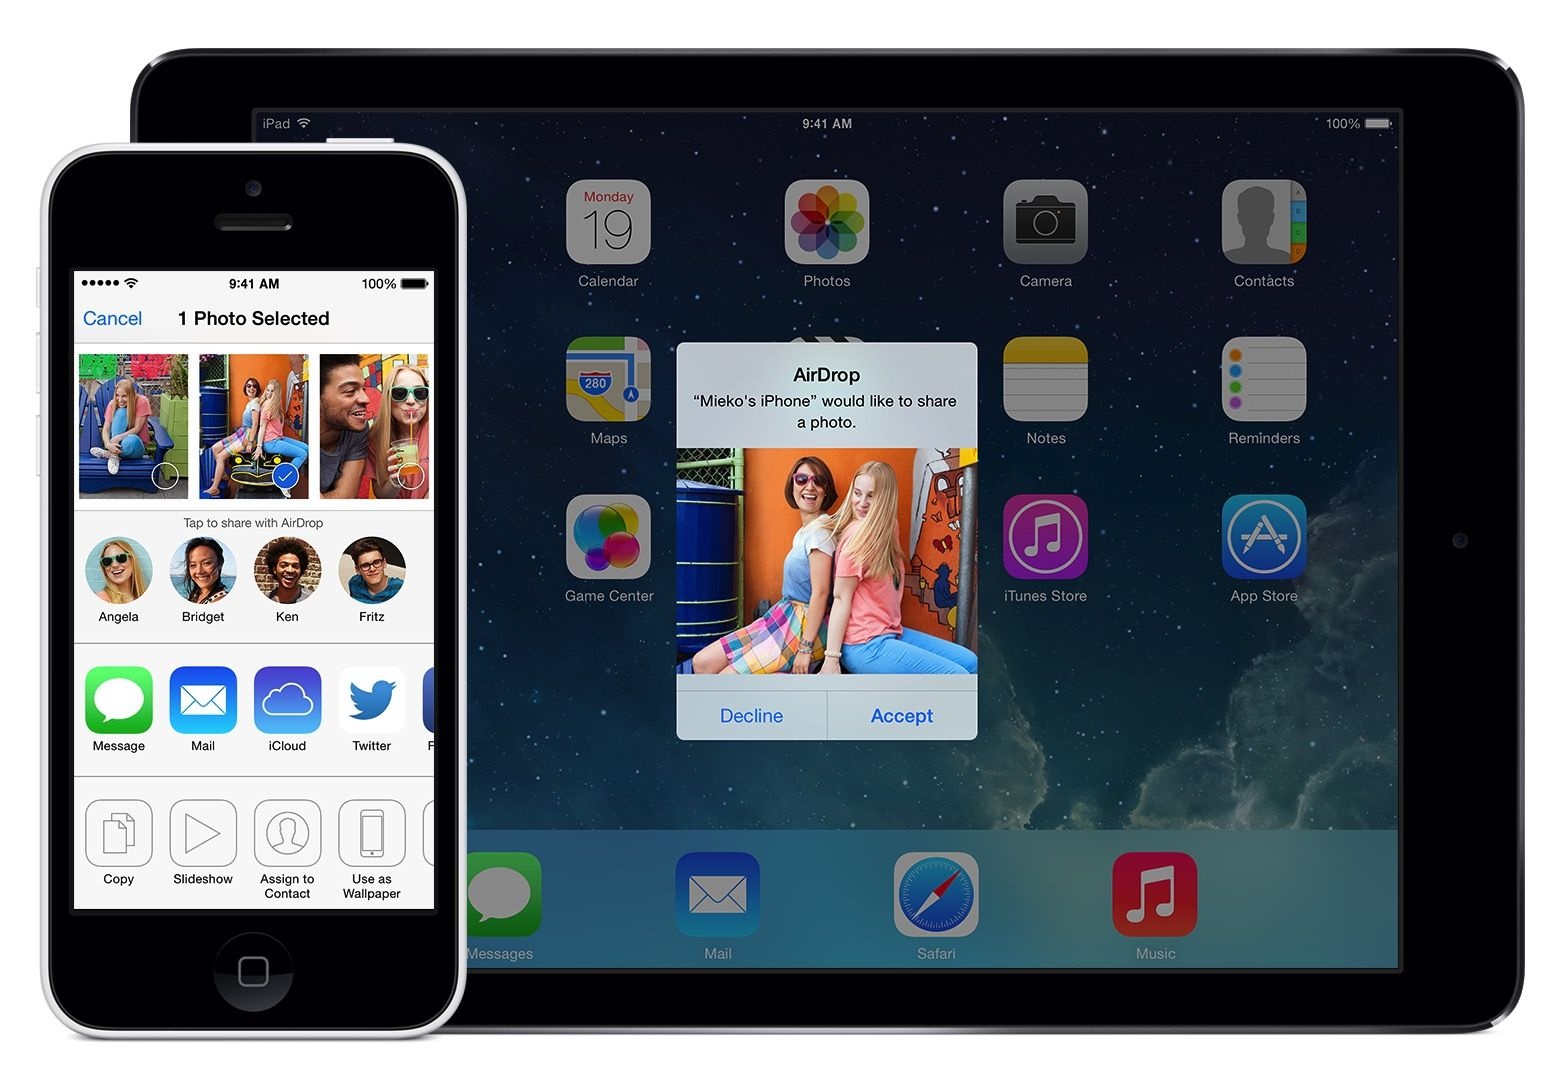 9:41 AM
100%
Cancel
1 Photo Selected
Tap to share with AirDrop
Angela
Bridget
Ken
Fritz
Message
Mail
iCloud
Twitter
F
Copy
Slideshow
Assign to
Contact
Use as
Wallpaper
iPad
9:41 AM
100%
Monday
19
Calendar
Photos
Camera
A
B
C
D
Contacts
280
Maps
Notes
Reminders
AirDrop
“Mieko's iPhone” would like to share
a photo.
Decline
Accept
Game Center
iTunes Store
App Store
Messages
Mail
Safari
Music